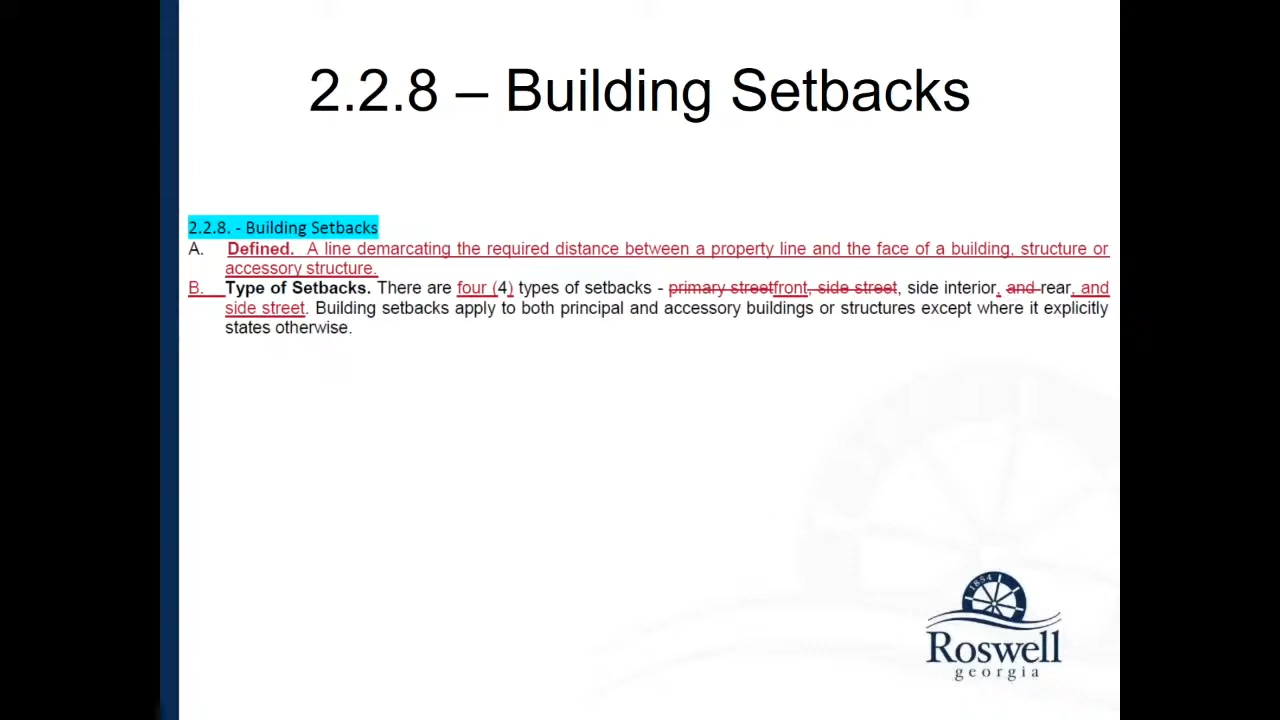 2.2.8 – Building Setbacks
2.2.8. - Building Setbacks
A. Defined. A line demarcating the required distance between a property line and the face of a building, structure or
accessory structure.
B. Type of Setbacks. There are four (4) types of setbacks - primary streetfront, side street, side interior, and rear, and
side street. Building setbacks apply to both principal and accessory buildings or structures except where it explicitly
states otherwise.
1854
Roswell
georgia